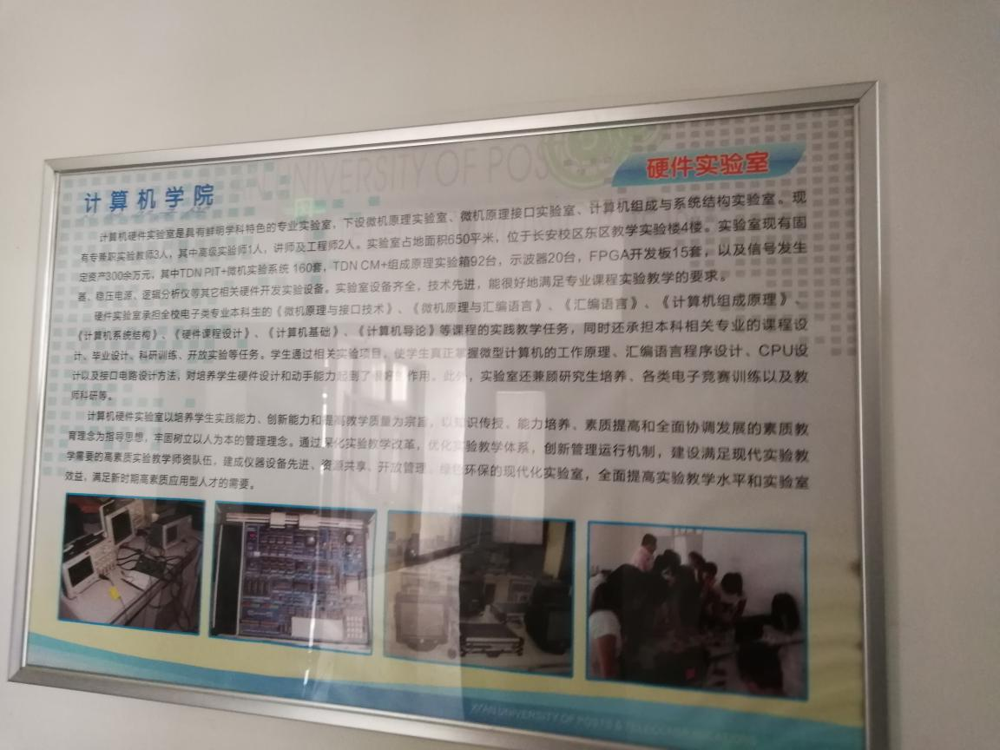 UNIVERSITY OF POS
计算机学院
硬件实验室
计算机硬件实验室是具有鲜明学科特色的专业实验室，下设微机原理实验室、微机原理接口实验室、计算机组成与系统结构实验室。现
有专兼职实验教师3人，其中高级实验师1人，讲师及工程师2人。实验室占地面积650平米，位于长安校区东区教学实验楼4楼。实验室现有固
定资产300余万元，其中TDN PIT+微机实验系统 160套，TDN CM+组成原理实验箱92台，示波器20台，FPGA开发板15套，以及信号发生
器、稳压电源、逻辑分析仪等其它相关硬件开发实验设备。实验室设备齐全，技术先进，能很好地满足专业课程实验教学的要求。
硬件实验室承担全校电子类专业本科生的《微机原理与接口技术》、《微机原理与汇编语言》、《汇编语言》、《计算机组成原理》、
《计算机系统结构》、《硬件课程设计》、《计算机基础》、《计算机导论》等课程的实践教学任务，同时还承担本科相关专业的课程设
计、毕业设计、科研训练、开放实验等任务。学生通过相关实验项目，使学生真正掌握微型计算机的工作原理、汇编语言程序设计、CPU设
计以及接口电路设计方法，对培养学生硬件设计和动手能力起到了很好的作用。此外，实验室还兼顾研究生培养、各类电子竞赛训练以及教
师科研等。
计算机硬件实验室以培养学生实践能力、创新能力和提高教学质量为宗旨，以知识传授、能力培养、素质提高和全面协调发展的素质教
育理念为指导思想，牢固树立以人为本的管理理念。通过深化实验教学改革，优化实验教学体系，创新管理运行机制，建设满足现代实验教
学需要的高素质实验教学师资队伍，建成仪器设备先进、资源共享、开放管理、绿色环保的现代化实验室，全面提高实验教学水平和实验室
效益，满足新时期高素质应用型人才的需要。
XI'AN UNIVERSITY OF POSTS & TELECOMMUNICATIONS